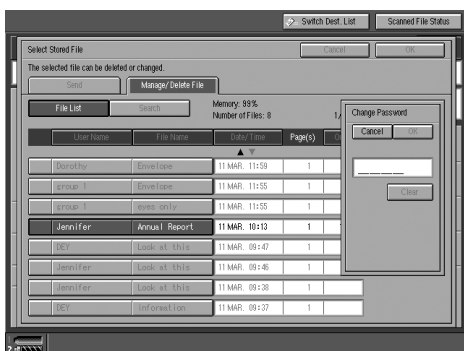 Switch Dest. List Scanned File Status
Select Stored File Cancel OK
The selected file can be deleted or changed.
Send Manage/Delete File
File List Search Memory: 99%
Number of Files: 8 1/
Change Password
Cancel OK
Clear
User Name File Name Date/Time Page(s)
▲ ▼
Dorothy Envelope 11 MAR. 11:59 1
group 1 Envelope 11 MAR. 11:55 1
group 1 eyes only 11 MAR. 11:55 1
Jennifer Annual Report 11 MAR. 10:13 1
DEY Look at this 11 MAR. 09:47 1
Jennifer Look at this 11 MAR. 09:46 1
Jennifer Look at this 11 MAR. 09:38 1
DEY Information 11 MAR. 09:37 1